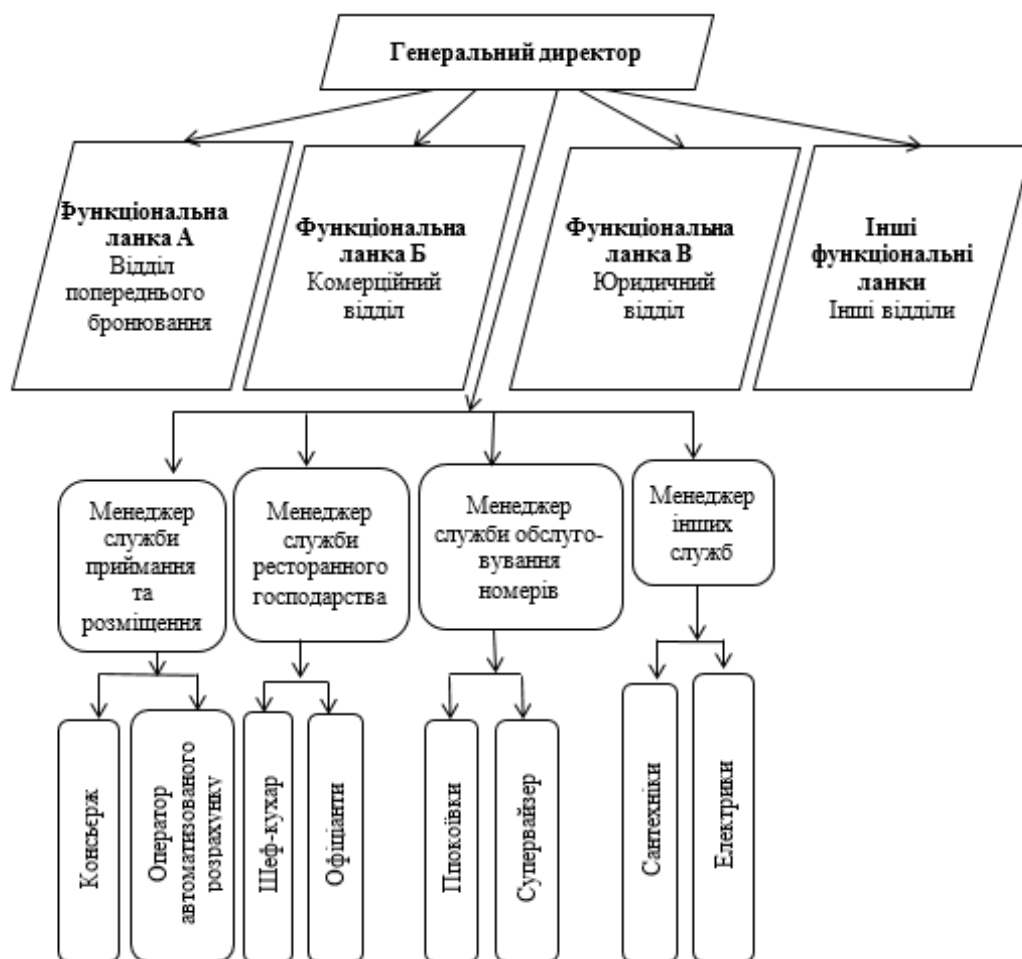 Генеральний директор
Функціональна
ланка А
Відділ
попереднього
бронювання
Функціональна
ланка Б
Комерційний
відділ
Функціональна
ланка В
Юридичний
відділ
Інші
функціональні
ланки
Інші відділи
Менеджер
служби
приймання
та
розміщення
Менеджер
служби
ресторанного
господарства
Менеджер
служби обслуго-
вування
номерів
Менеджер
інших
служб
Консьєрж
Оператор
автоматизованого
розрахунку
Шеф-кухар
Офіціанти
Ппокоївки
Супервайзер
Сантехніки
Електрики